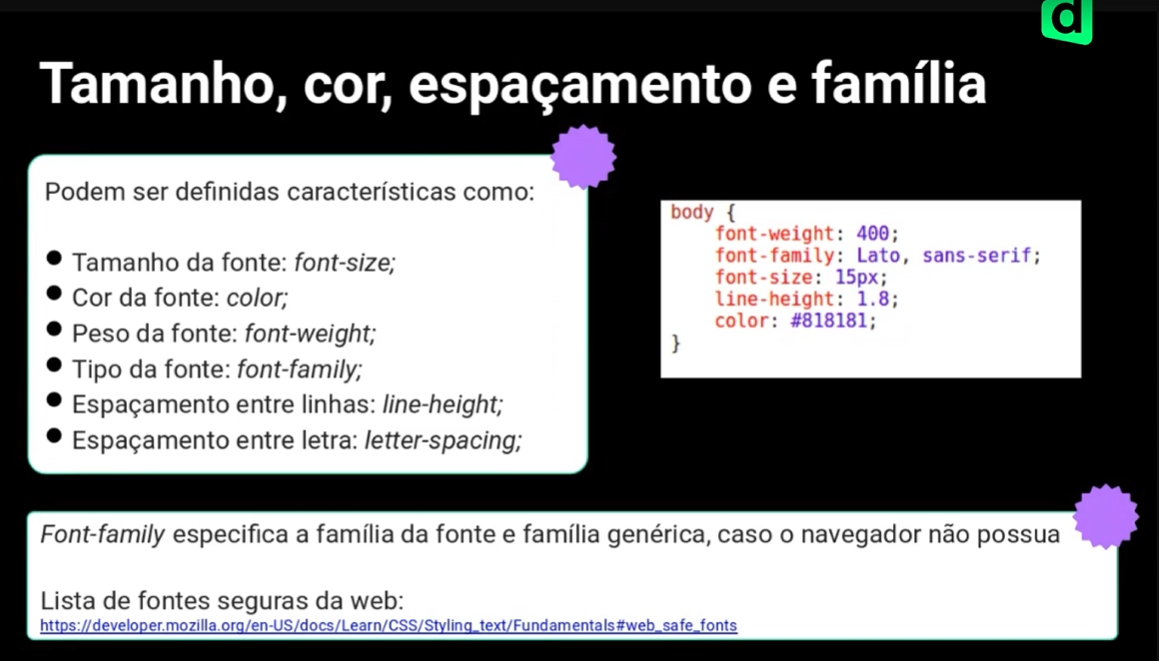 d
Tamanho, cor, espaçamento e família
Podem ser definidas características como:
● Tamanho da fonte: font-size;
● Cor da fonte: color;
● Peso da fonte: font-weight;
● Tipo da fonte: font-family;
● Espaçamento entre linhas: line-height;
● Espaçamento entre letra: letter-spacing;
body {
    font-weight: 400;
    font-family: Lato, sans-serif;
    font-size: 15px;
    line-height: 1.8;
    color: #818181;
}
Font-family especifica a família da fonte e família genérica, caso o navegador não possua
Lista de fontes seguras da web:
https://developer.mozilla.org/en-US/docs/Learn/CSS/Styling_text/Fundamentals#web_safe_fonts